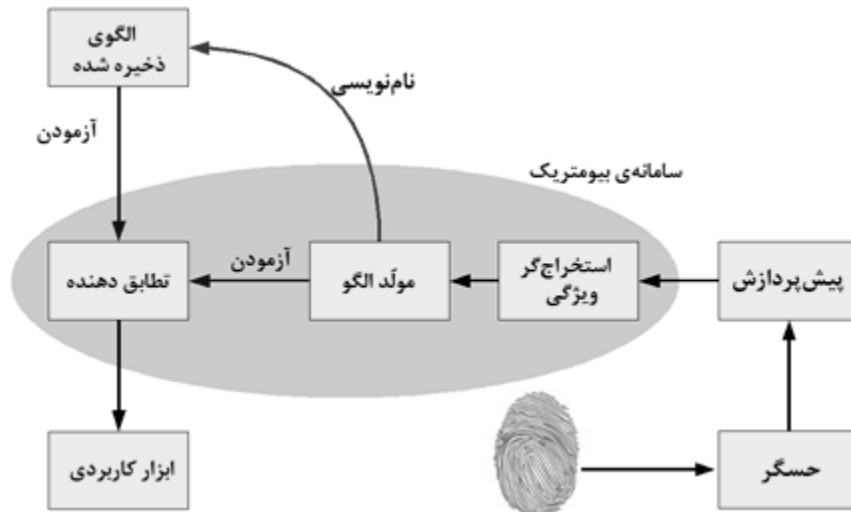 الگوی
ذخیره شده
نام‌نویسی
آزمودن
سامانه‌ی بیومتریک
پیش‌پردازش
استخراج‌گر
ویژگی
مولّد الگو
آزمودن
تطابق دهنده
حسگر
ابزار کاربردی